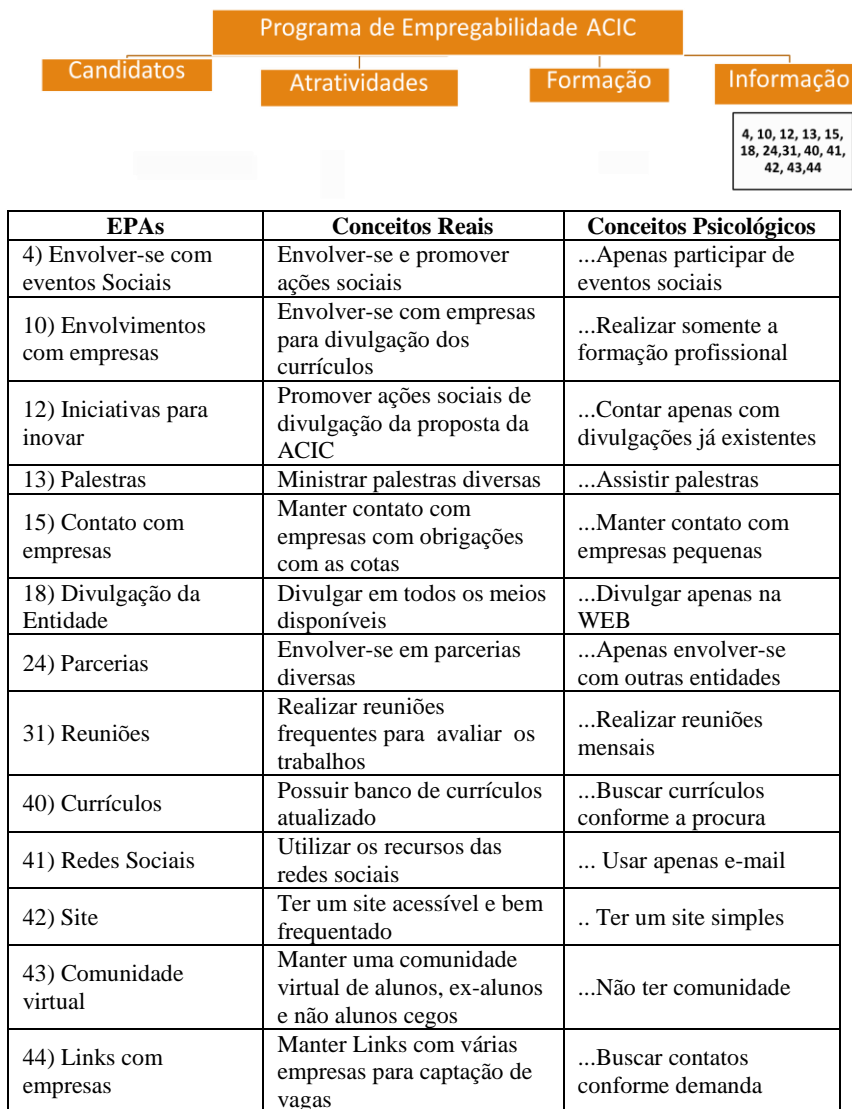 Programa de Empregabilidade ACIC
Candidatos
Atratividades
Formação
Informação
4, 10, 12, 13, 15,
18, 24,31, 40, 41,
42, 43,44
EPAs
Conceitos Reais
Conceitos Psicológicos
4) Envolver-se com
eventos Sociais
Envolver-se e promover
ações sociais
...Apenas participar de
eventos sociais
10) Envolvimentos
com empresas
Envolver-se com empresas
para divulgação dos
currículos
...Realizar somente a
formação profissional
12) Iniciativas para
inovar
Promover ações sociais de
divulgação da proposta da
ACIC
...Contar apenas com
divulgações já existentes
13) Palestras
Ministrar palestras diversas
...Assistir palestras
15) Contato com
empresas
Manter contato com
empresas com obrigações
com as cotas
...Manter contato com
empresas pequenas
18) Divulgação da
Entidade
Divulgar em todos os meios
disponíveis
...Divulgar apenas na
WEB
24) Parcerias
Envolver-se em parcerias
diversas
...Apenas envolver-se
com outras entidades
31) Reuniões
Realizar reuniões
frequentes para avaliar os
trabalhos
...Realizar reuniões
mensais
40) Currículos
Possuir banco de currículos
atualizado
...Buscar currículos
conforme a procura
41) Redes Sociais
Utilizar os recursos das
redes sociais
... Usar apenas e-mail
42) Site
Ter um site acessível e bem
frequentado
.. Ter um site simples
43) Comunidade
virtual
Manter uma comunidade
virtual de alunos, ex-alunos
e não alunos cegos
...Não ter comunidade
44) Links com
empresas
Manter Links com várias
empresas para captação de
vagas
...Buscar contatos
conforme demanda